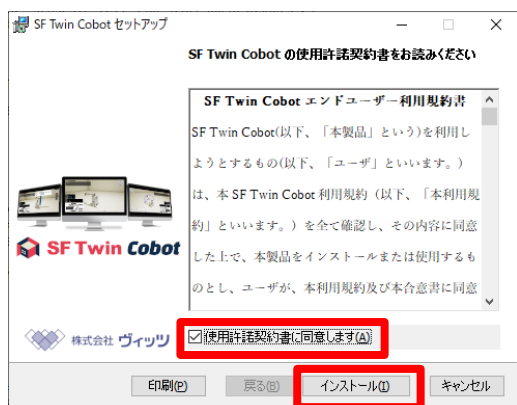 SF Twin Cobot セットアップ
SF Twin Cobot の使用許諾契約書をお読みください
SF Twin Cobot エンドユーザー利用規約書
SF Twin Cobot(以下、「本製品」という)を利用し
ようとするもの(以下、「ユーザ」といいます。)
は、本 SF Twin Cobot 利用規約（以下、「本利用規
約」といいます。）を全て確認し、その内容に同意
した上で、本製品をインストールまたは使用するも
のとし、ユーザが、本利用規約及び本合意書に同意
SF Twin Cobot
株式会社 ヴィッツ
使用許諾契約書に同意します(A)
印刷(P)
戻る(B)
インストール(I)
キャンセル